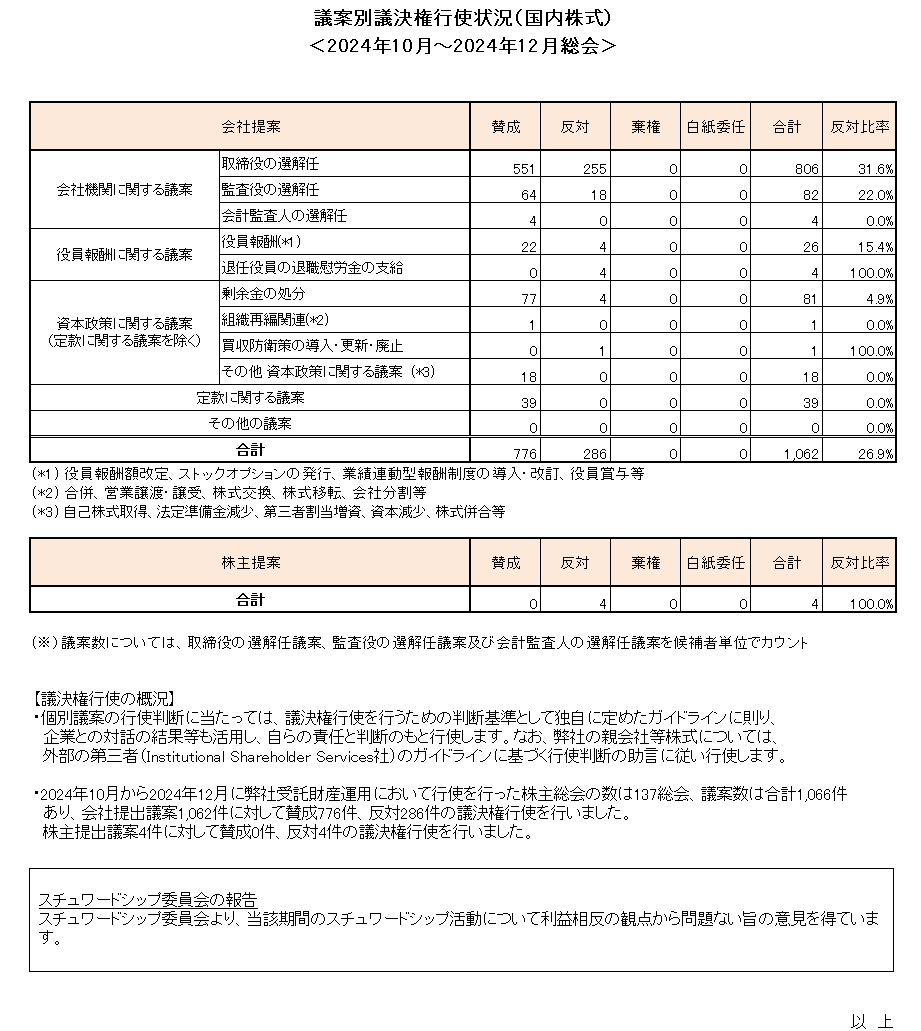 議案別議決権行使状況(国内株式)
<2024年10月～2024年12月総会>
会社提案 賛成 反対 棄権 白紙委任 合計 反対比率
会社機関に関する議案 取締役の選解任 551 255 0 0 806 31.6%
監査役の選解任 64 18 0 0 82 22.0%
会計監査人の選解任 4 0 0 0 4 0.0%
役員報酬に関する議案 役員報酬(*1) 22 4 0 0 26 15.4%
退任役員の退職慰労金の支給 0 4 0 0 4 100.0%
資本政策に関する議案 (定款に関する議案を除く) 剰余金の処分 77 4 0 0 81 4.9%
組織再編関連(*2) 1 0 0 0 1 0.0%
買収防衛策の導入・更新・廃止 0 1 0 0 1 100.0%
その他 資本政策に関する議案 (*3) 18 0 0 0 18 0.0%
定款に関する議案 39 0 0 0 39 0.0%
その他の議案 0 0 0 0 0 0.0%
合計 776 286 0 0 1,062 26.9%
(*1) 役員報酬額改定、ストックオプションの発行、業績連動型報酬制度の導入・改訂、役員賞与等
(*2) 合併、営業譲渡・譲受、株式交換、株式移転、会社分割等
(*3) 自己株式取得、法定準備金減少、第三者割当増資、資本減少、株式併合等
株主提案 賛成 反対 棄権 白紙委任 合計 反対比率
合計 0 4 0 0 4 100.0%
(※) 議案数については、取締役の選解任議案、監査役の選解任議案及び会計監査人の選解任議案を候補者単位でカウント
【議決権行使の概況】
・個別議案の行使判断に当たっては、議決権行使を行うための判断基準として独自に定めたガイドラインに則り、
企業との対話の結果等も活用し、自らの責任と判断のもと行使します。なお、弊社の親会社等株式については、
外部の第三者(Institutional Shareholder Services社)のガイドラインに基づく行使判断の助言に従い行使します。
・2024年10月から2024年12月に弊社受託財産運用において行使を行った株主総会の数は137総会、議案数は合計1,066件
あり、会社提出議案1,062件に対して賛成776件、反対286件の議決権行使を行いました。
株主提出議案4件に対して賛成0件、反対4件の議決権行使を行いました。
スチュワードシップ委員会の報告
スチュワードシップ委員会より、当該期間のスチュワードシップ活動について利益相反の観点から問題ない旨の意見を得ていま
す。
以 上